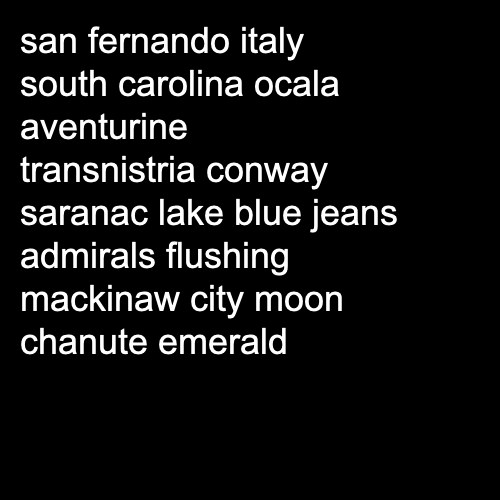 san fernando italy
south carolina ocala
aventurine
transnistria conway
saranac lake blue jeans
admirals flushing
mackinaw city moon
chanute emerald